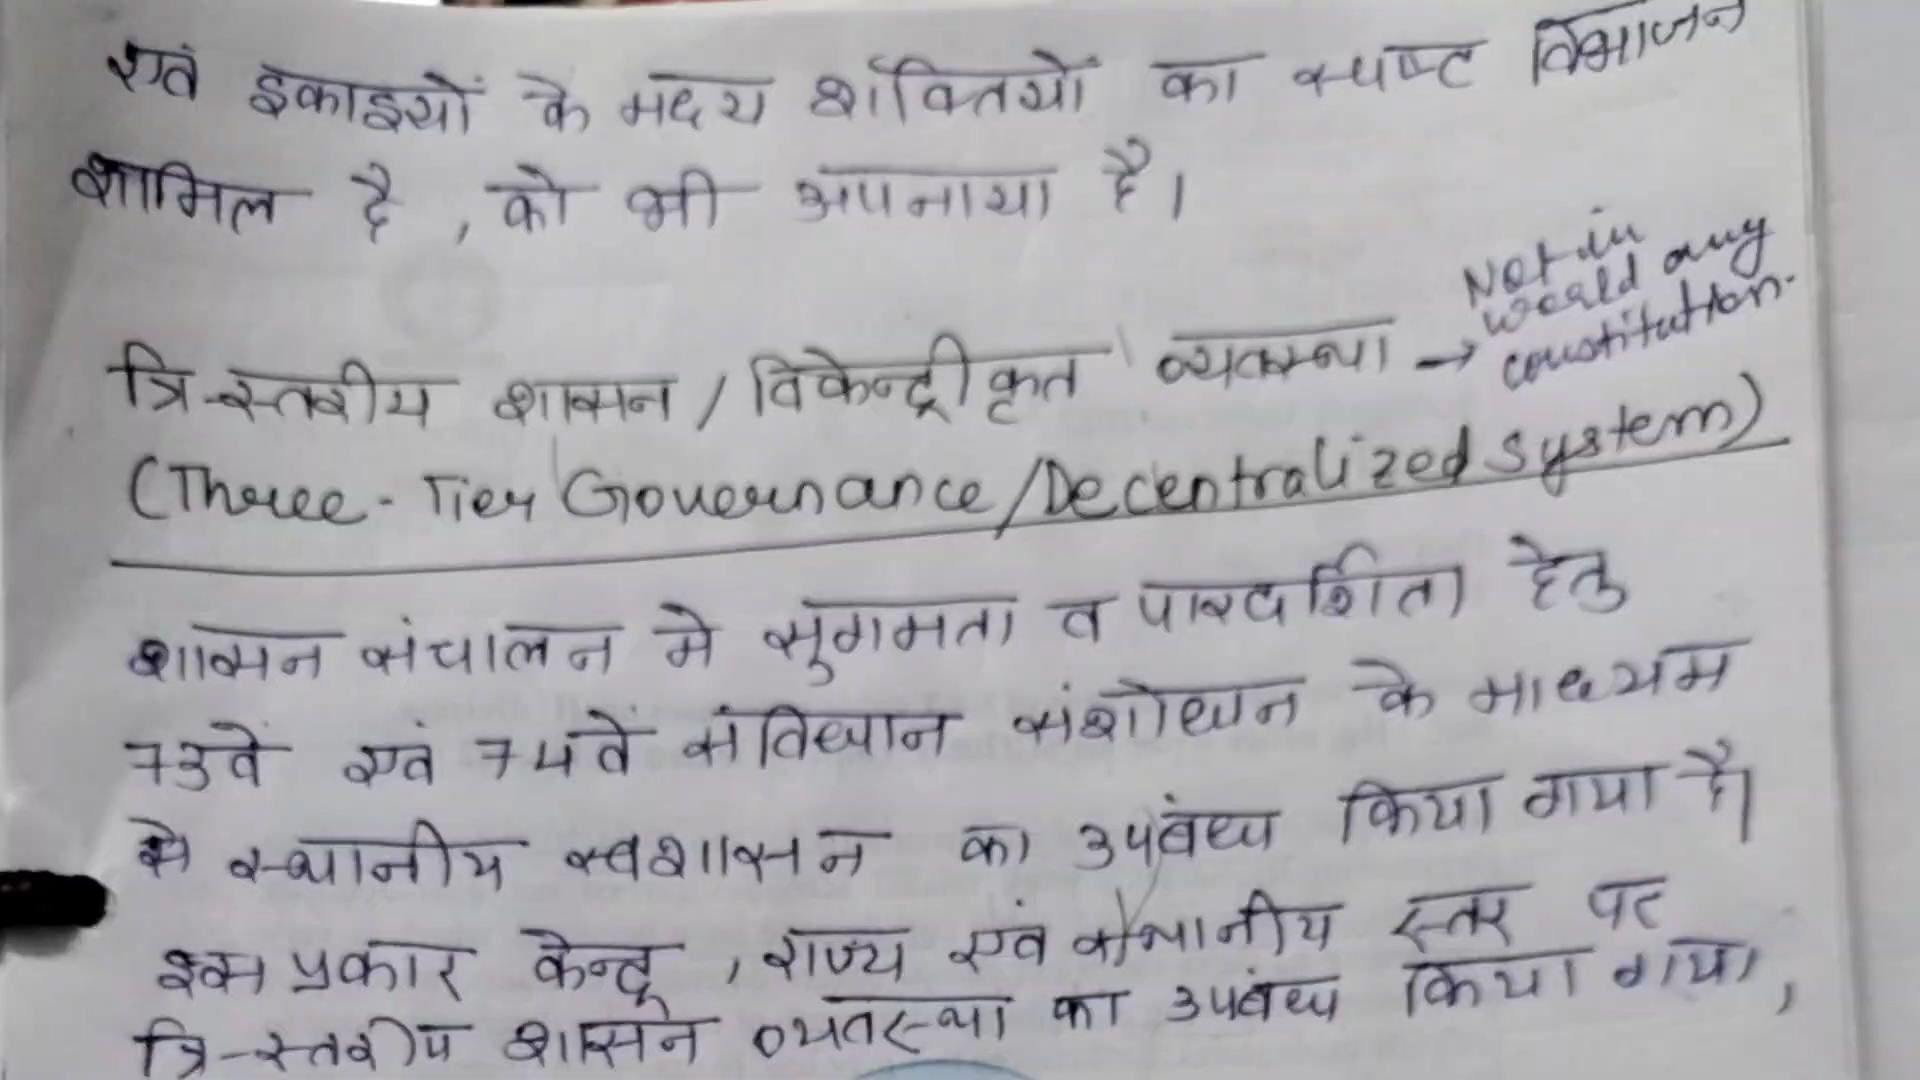 एवं इकाइयों के मध्य शक्तियों का स्पष्ट विभाजन
शामिल है, को भी अपनाया है।
त्रि-स्तरीय शासन / विकेन्द्रीकृत व्यवस्था → Not in world any constitution.
(Three-Tier Governance/Decentralized System)
शासन संचालन मे सुगमता व पारदर्शिता हेतु
73वें एवं 74वें संविधान संशोधन के माध्यम
से स्थानीय स्वशासन का उपबंध किया गया है।
इस प्रकार केन्द्र, राज्य एवं स्थानीय स्तर पर
त्रि-स्तरीय शासन व्यवस्था का उपबंध किया गया,